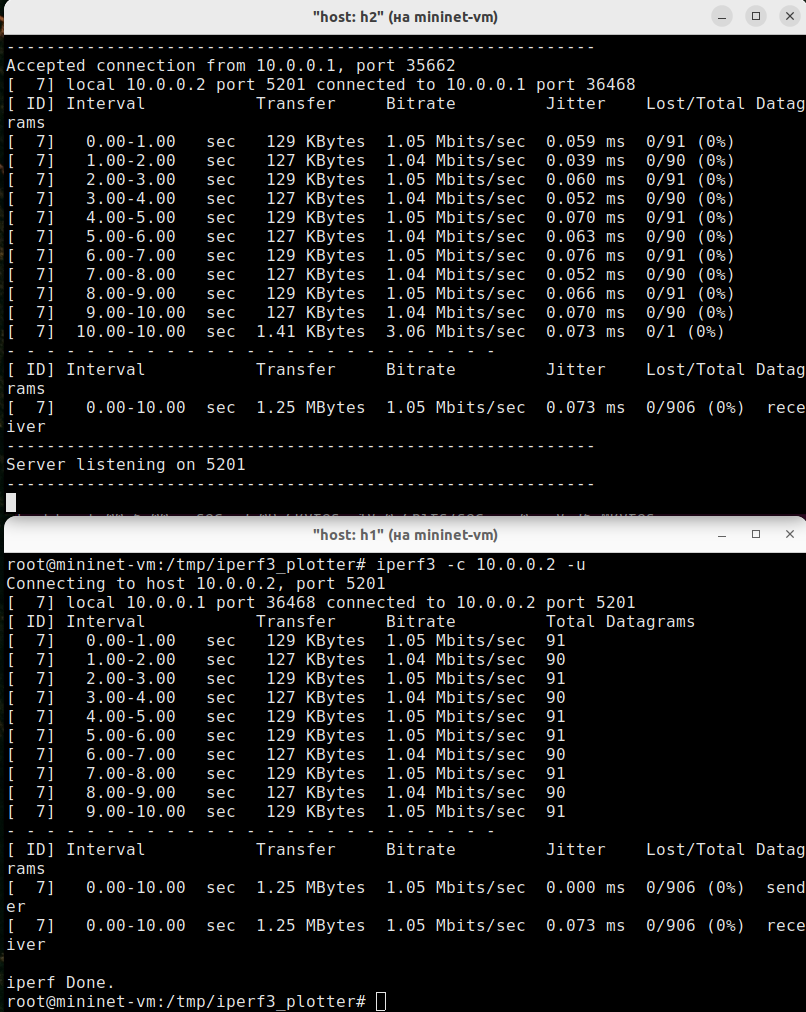 "host: h2" (на mininet-vm)
-----------------------------------------------------------
Accepted connection from 10.0.0.1, port 35662
[  7] local 10.0.0.2 port 5201 connected to 10.0.0.1 port 36468
[ ID] Interval           Transfer     Bitrate         Jitter    Lost/Total Datag
rams
[  7]   0.00-1.00   sec   129 KBytes  1.05 Mbits/sec  0.059 ms  0/91 (0%)
[  7]   1.00-2.00   sec   127 KBytes  1.04 Mbits/sec  0.039 ms  0/90 (0%)
[  7]   2.00-3.00   sec   129 KBytes  1.05 Mbits/sec  0.060 ms  0/91 (0%)
[  7]   3.00-4.00   sec   127 KBytes  1.04 Mbits/sec  0.052 ms  0/90 (0%)
[  7]   4.00-5.00   sec   129 KBytes  1.05 Mbits/sec  0.070 ms  0/91 (0%)
[  7]   5.00-6.00   sec   127 KBytes  1.04 Mbits/sec  0.063 ms  0/90 (0%)
[  7]   6.00-7.00   sec   129 KBytes  1.05 Mbits/sec  0.076 ms  0/91 (0%)
[  7]   7.00-8.00   sec   127 KBytes  1.04 Mbits/sec  0.052 ms  0/90 (0%)
[  7]   8.00-9.00   sec   129 KBytes  1.05 Mbits/sec  0.066 ms  0/91 (0%)
[  7]   9.00-10.00  sec   127 KBytes  1.04 Mbits/sec  0.070 ms  0/90 (0%)
[  7]  10.00-10.00  sec  1.41 KBytes  3.06 Mbits/sec  0.073 ms  0/1 (0%)
- - - - - - - - - - - - - - - - - - - - - - - - -
[ ID] Interval           Transfer     Bitrate         Jitter    Lost/Total Datag
rams
[  7]   0.00-10.00  sec  1.25 MBytes  1.05 Mbits/sec  0.073 ms  0/906 (0%)  rece
iver
-----------------------------------------------------------
Server listening on 5201
-----------------------------------------------------------
"host: h1" (на mininet-vm)
root@mininet-vm:/tmp/iperf3_plotter# iperf3 -c 10.0.0.2 -u
Connecting to host 10.0.0.2, port 5201
[  7] local 10.0.0.1 port 36468 connected to 10.0.0.2 port 5201
[ ID] Interval           Transfer     Bitrate         Total Datagrams
[  7]   0.00-1.00   sec   129 KBytes  1.05 Mbits/sec  91
[  7]   1.00-2.00   sec   127 KBytes  1.04 Mbits/sec  90
[  7]   2.00-3.00   sec   129 KBytes  1.05 Mbits/sec  91
[  7]   3.00-4.00   sec   127 KBytes  1.04 Mbits/sec  90
[  7]   4.00-5.00   sec   129 KBytes  1.05 Mbits/sec  91
[  7]   5.00-6.00   sec   129 KBytes  1.05 Mbits/sec  91
[  7]   6.00-7.00   sec   127 KBytes  1.04 Mbits/sec  90
[  7]   7.00-8.00   sec   129 KBytes  1.05 Mbits/sec  91
[  7]   8.00-9.00   sec   127 KBytes  1.04 Mbits/sec  90
[  7]   9.00-10.00  sec   129 KBytes  1.05 Mbits/sec  91
- - - - - - - - - - - - - - - - - - - - - - - - -
[ ID] Interval           Transfer     Bitrate         Jitter    Lost/Total Datag
rams
[  7]   0.00-10.00  sec  1.25 MBytes  1.05 Mbits/sec  0.000 ms  0/906 (0%)  send
er
[  7]   0.00-10.00  sec  1.25 MBytes  1.05 Mbits/sec  0.073 ms  0/906 (0%)  rece
iver
iperf Done.
root@mininet-vm:/tmp/iperf3_plotter#